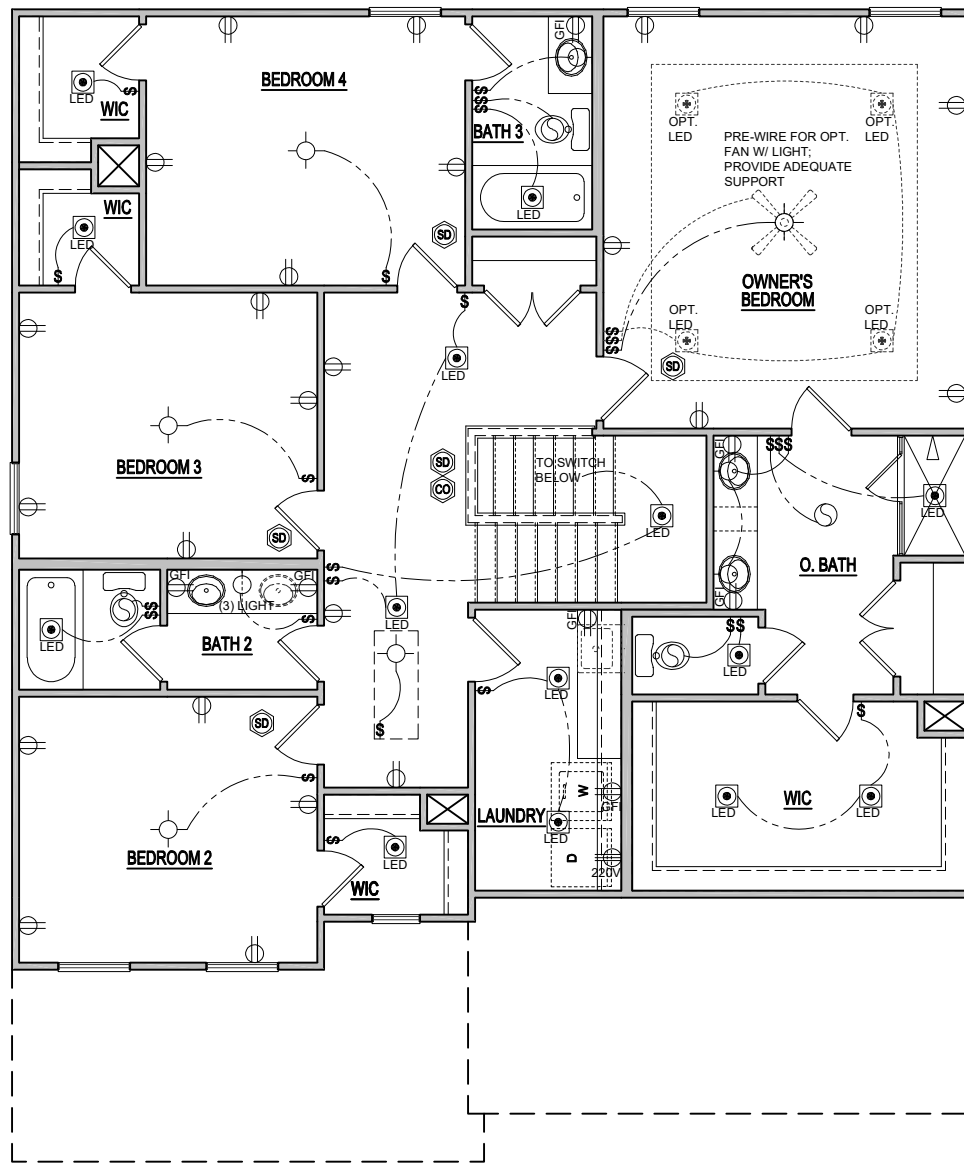 GFI
BEDROOM 4
LED
WIC
$
$
$
$
BATH 3
OPT.
LED
OPT.
LED
PRE-WIRE FOR OPT.
FAN W/ LIGHT;
PROVIDE ADEQUATE
SUPPORT
WIC
LED
LED
SD
$
$
OWNER'S
BEDROOM
$
OPT.
LED
OPT.
LED
$
$
$
SD
LED
BEDROOM 3
$
SD
CO
TO SWITCH
BELOW
GFI
$$$
LED
LED
SD
$
$
O. BATH
GFI
GFI
(3) LIGHT
$
$
LED
BATH 2
$
LED
GFI
GFI
$$
LED
LED
$
SD
$
$
$
LED
LED
WIC
LED
W
GFI
LAUNDRY
LED
BEDROOM 2
$
LED
WIC
D
220V